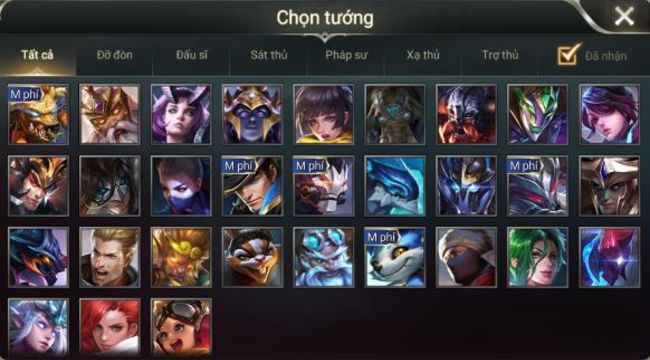 Chọn tướng
Tất cả Đỡ đòn Đấu sĩ Sát thủ Pháp sư Xạ thủ Trợ thủ Đã nhận
M phí
M phí M phí M phí
M phí